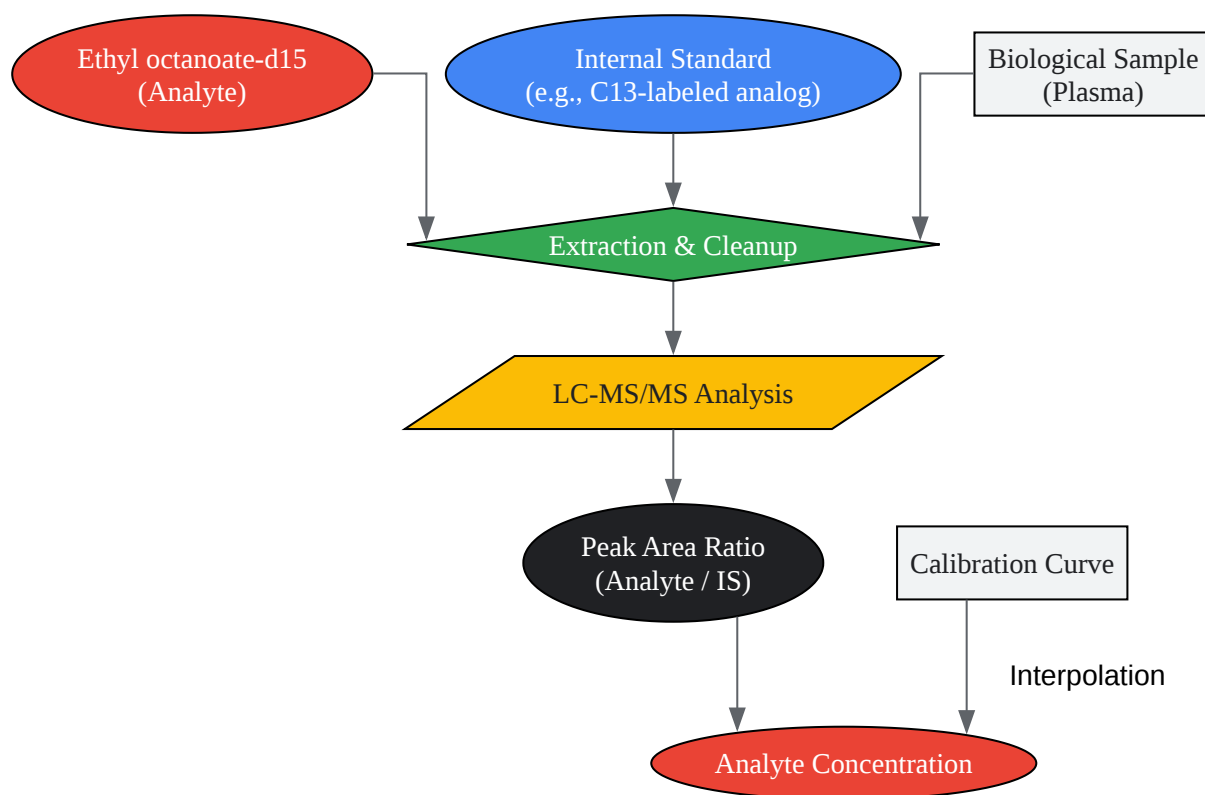 Ethyl octanoate-d15
(Analyte)
Internal Standard
(e.g., C13-labeled analog)
Biological Sample
(Plasma)
Extraction & Cleanup
LC-MS/MS Analysis
Peak Area Ratio
(Analyte / IS)
Calibration Curve
Interpolation
Analyte Concentration